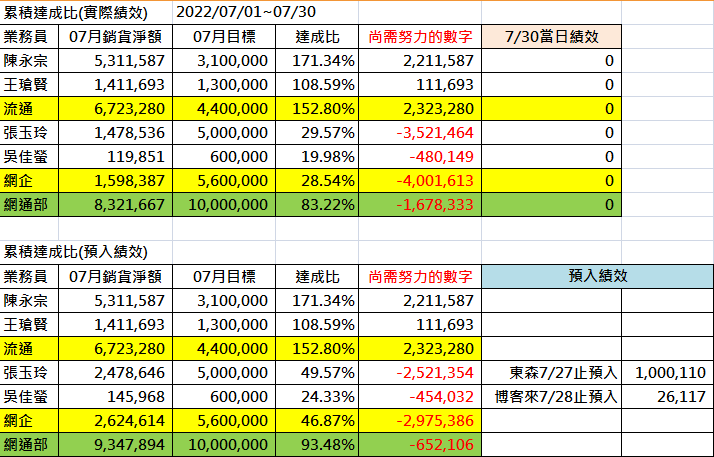 累積達成比(實際績效) 2022/07/01~07/30
業務員 07月銷貨淨額 07月目標 達成比 尚需努力的數字 7/30當日績效
陳永宗 5,311,587 3,100,000 171.34% 2,211,587 0
王瑲賢 1,411,693 1,300,000 108.59% 111,693 0
流通 6,723,280 4,400,000 152.80% 2,323,280 0
張玉玲 1,478,536 5,000,000 29.57% -3,521,464 0
吳佳螢 119,851 600,000 19.98% -480,149 0
網企 1,598,387 5,600,000 28.54% -4,001,613 0
網通部 8,321,667 10,000,000 83.22% -1,678,333 0
累積達成比(預入績效)
業務員 07月銷貨淨額 07月目標 達成比 尚需努力的數字 預入績效
陳永宗 5,311,587 3,100,000 171.34% 2,211,587
王瑲賢 1,411,693 1,300,000 108.59% 111,693
流通 6,723,280 4,400,000 152.80% 2,323,280
張玉玲 2,478,646 5,000,000 49.57% -2,521,354 東森7/27止預入 1,000,110
吳佳螢 145,968 600,000 24.33% -454,032 博客來7/28止預入 26,117
網企 2,624,614 5,600,000 46.87% -2,975,386
網通部 9,347,894 10,000,000 93.48% -652,106